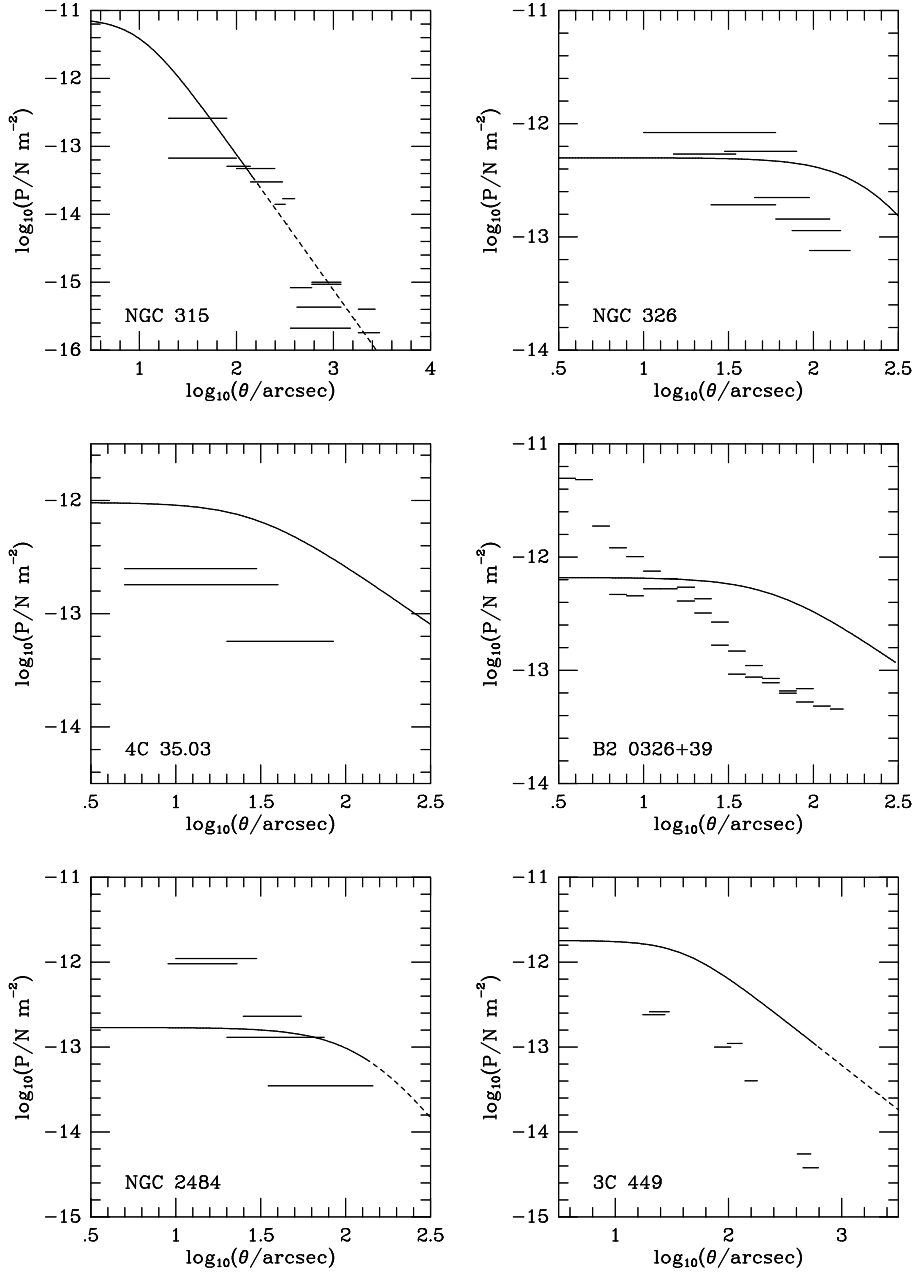 −11
−12
−13
−14
−15
−16
log₁₀(P/N m⁻²)
NGC 315
1 2 3 4
log₁₀(θ/arcsec)
−11
−12
−13
−14
log₁₀(P/N m⁻²)
NGC 326
0.5 1 1.5 2 2.5
log₁₀(θ/arcsec)
−12
−13
−14
log₁₀(P/N m⁻²)
4C 35.03
.5 1 1.5 2 2.5
log₁₀(θ/arcsec)
−11
−12
−13
−14
log₁₀(P/N m⁻²)
B2 0326+39
0.5 1 1.5 2 2.5
log₁₀(θ/arcsec)
−11
−12
−13
−14
−15
log₁₀(P/N m⁻²)
NGC 2484
.5 1 1.5 2 2.5
log₁₀(θ/arcsec)
−11
−12
−13
−14
−15
log₁₀(P/N m⁻²)
3C 449
1 2 3
log₁₀(θ/arcsec)